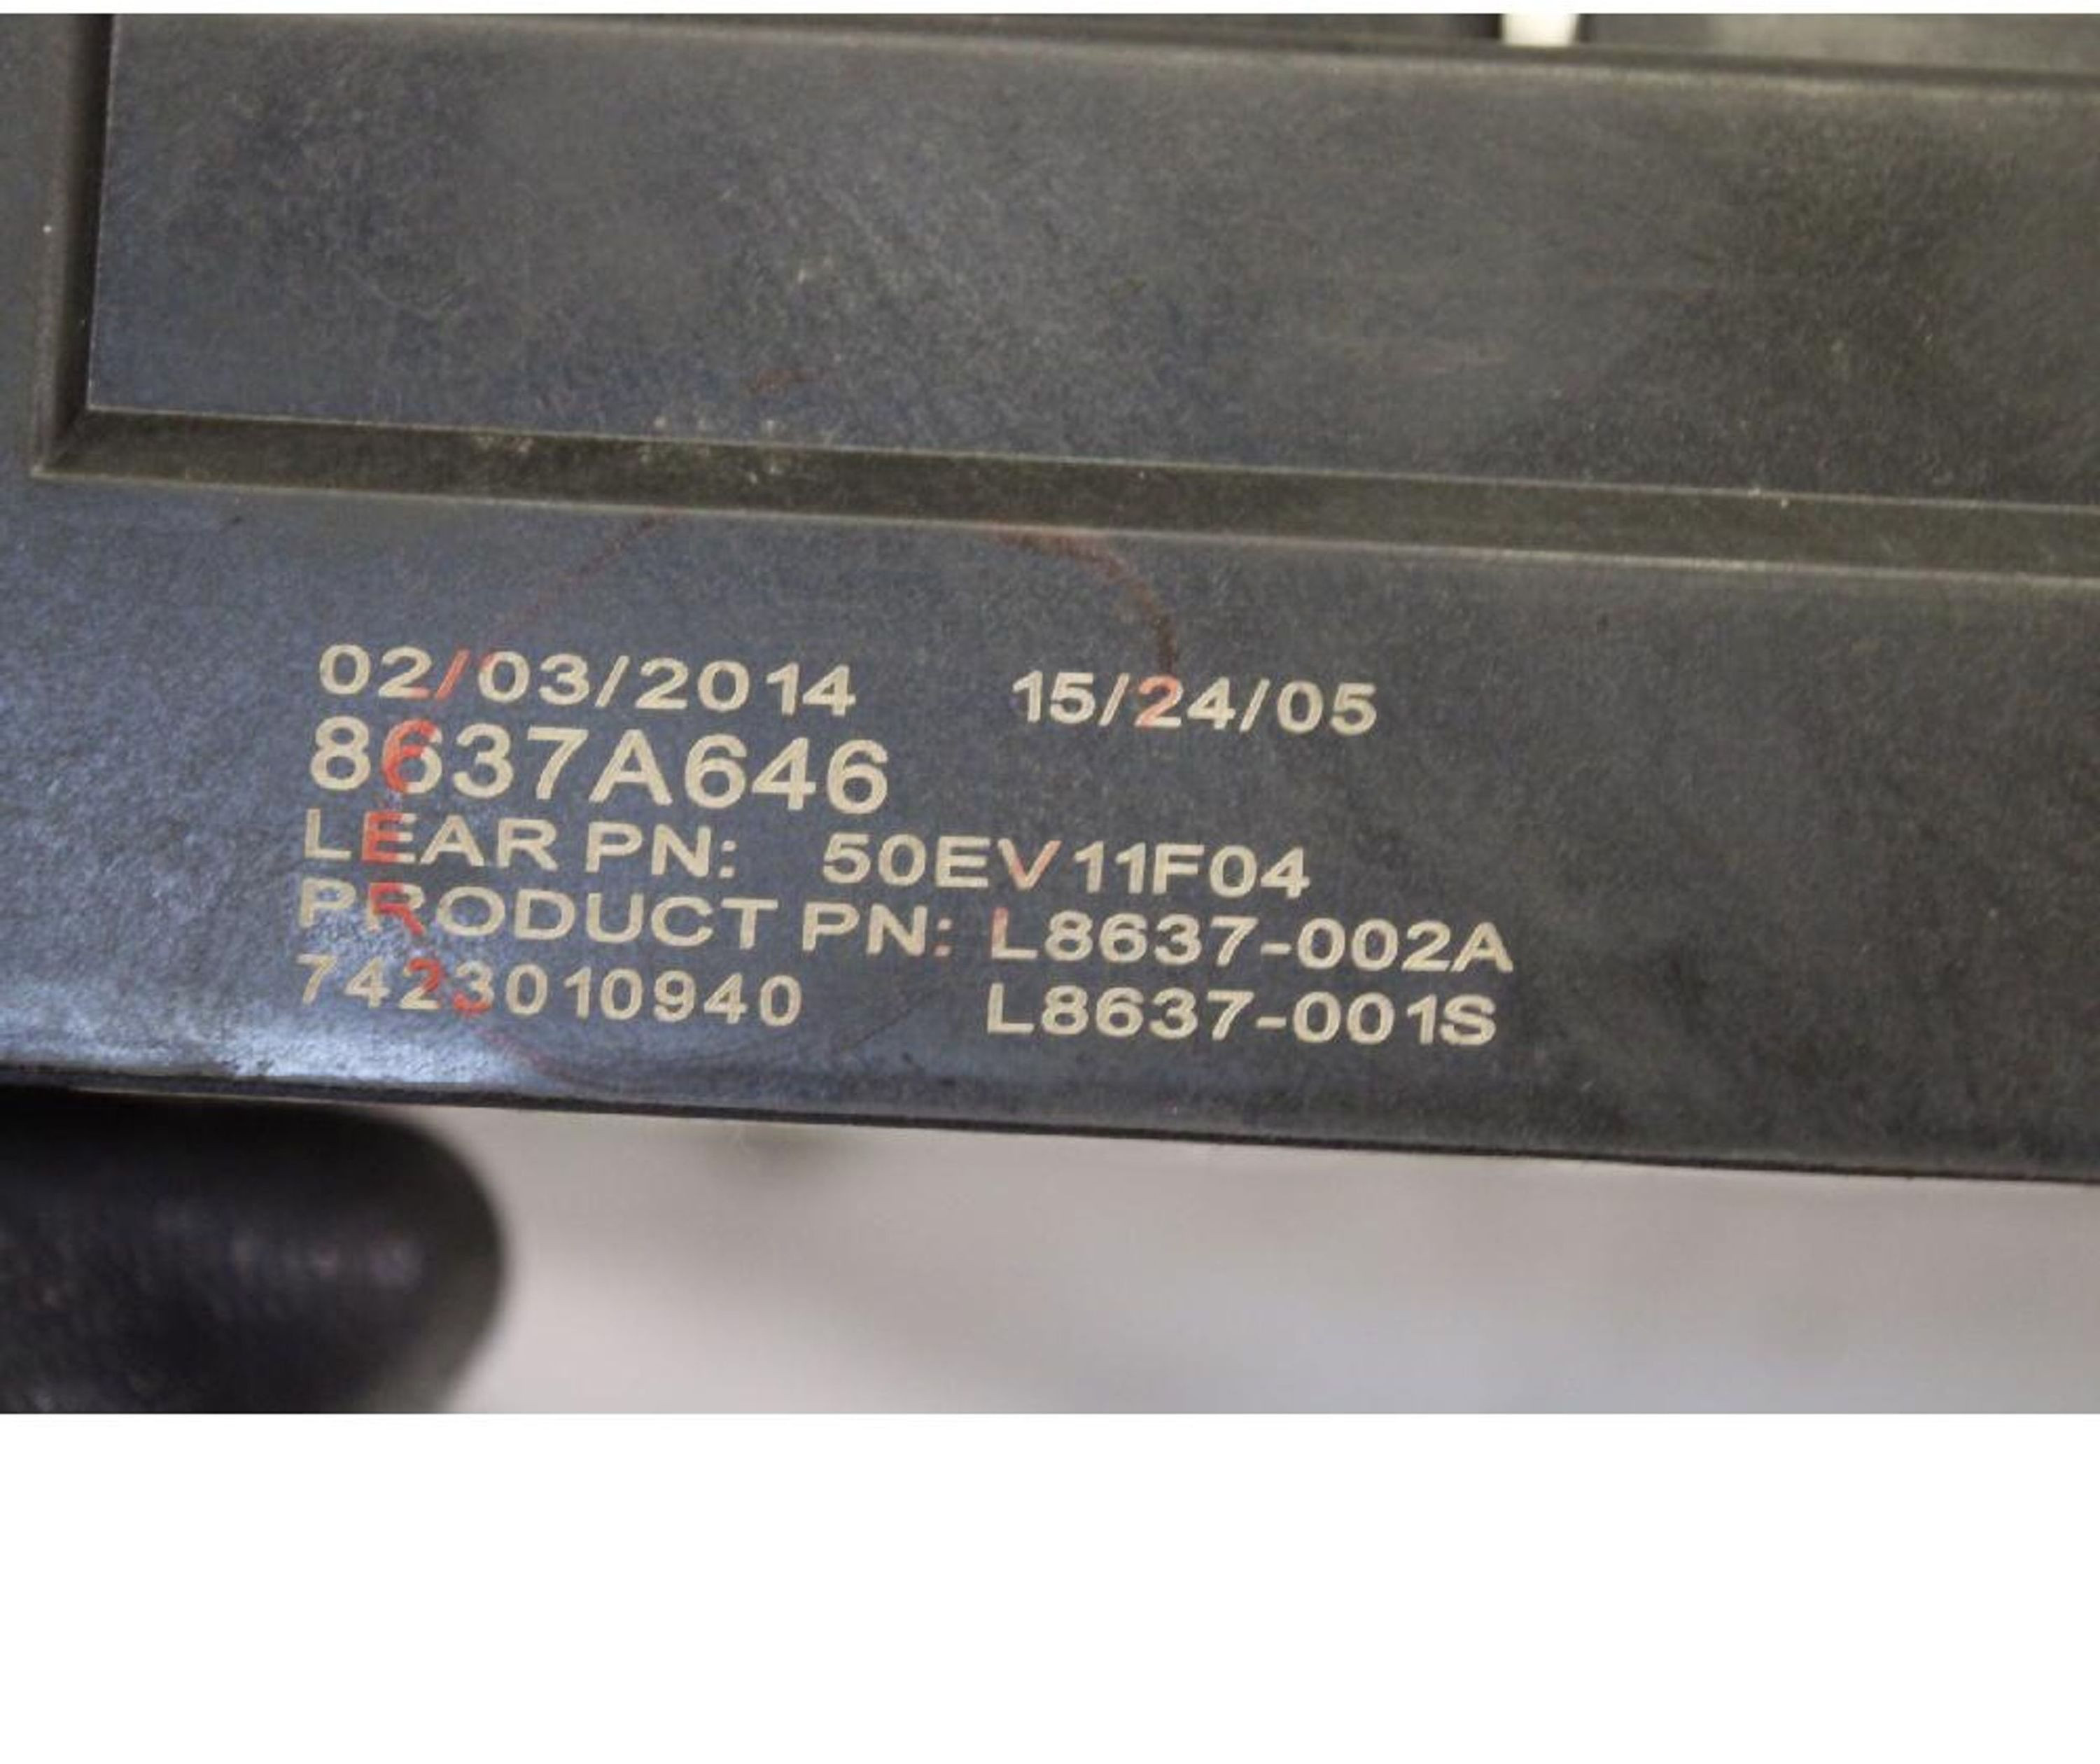 02/03/2014 15/24/05
8637A646
LEAR PN: 50EV11F04
PRODUCT PN: L8637-002A
7423010940 L8637-001S